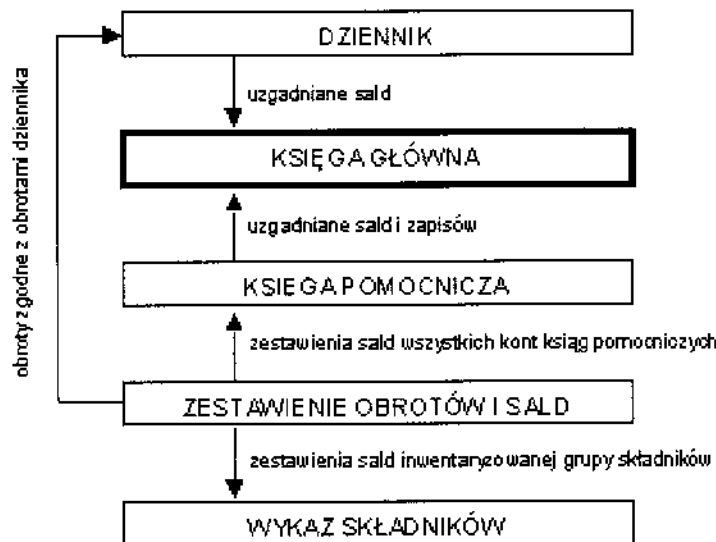 DZIENNIK
uzgadniane sald
KSIĘGA GŁÓWNA
uzgadniane sald i zapisów
KSIĘGA POMOCNICZA
zestawienia sald wszystkich kont ksiąg pomocniczych
ZESTAWIENIE OBROTÓW I SALD
zestawienia sald inwentaryzowanej grupy składników
WYKAZ SKŁADNIKÓW
obroty zgodne z obrotami dziennika